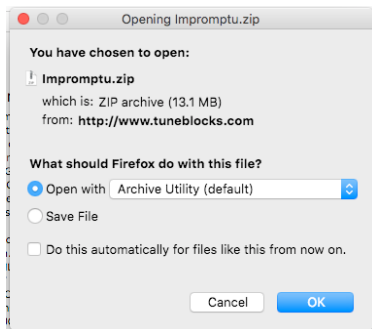 Opening Impromptu.zip
You have chosen to open:
Impromptu.zip
which is: ZIP archive (13.1 MB)
from: http://www.tuneblocks.com
What should Firefox do with this file?
Open with Archive Utility (default)
Save File
Do this automatically for files like this from now on.
Cancel OK